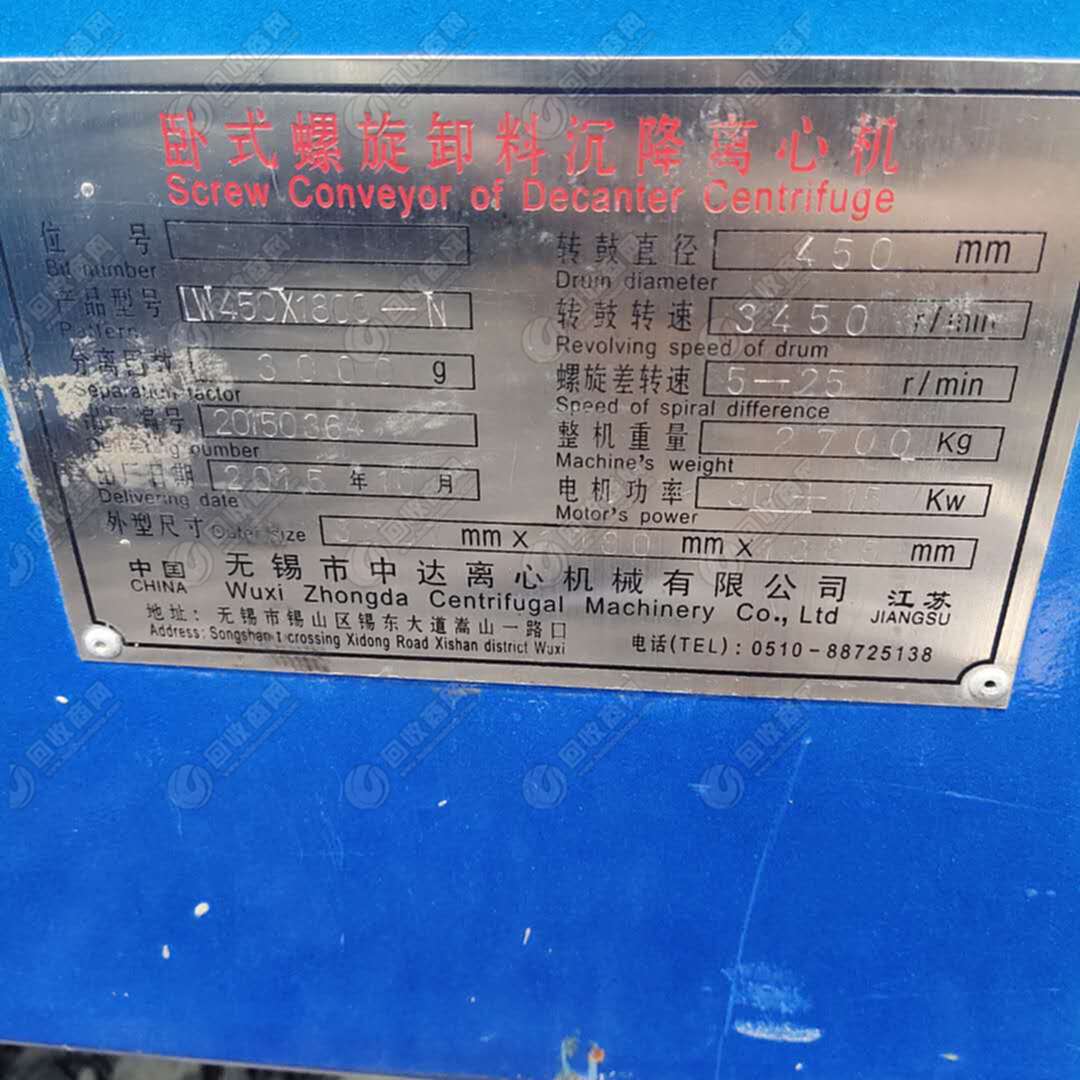 卧式螺旋卸料沉降离心机
Screw Conveyor of Decanter Centrifuge
位 号
Bit number
产品型号 LW450X1800—N
Pattern
分离因数 3000 g
Separation factor
出厂编号 20150364
number
出厂日期 2015 年 月
Delivering date
转鼓直径 450 mm
Drum diameter
转鼓转速 3450 r/min
Revolving speed of drum
螺旋差转速 5—25 r/min
Speed of spiral difference
整机重量 2700 Kg
Machine's weight
电机功率 Kw
Motor's power
外型尺寸 Outer size mm x mm x mm
中国 无锡市中达离心机械有限公司 江苏
CHINA Wuxi Zhongda Centrifugal Machinery Co., Ltd JIANGSU
地址: 无锡市锡山区锡东大道嵩山一路口
Address: crossing Xidong Road Xishan district Wuxi
电话(TEL): 0510-88725138
回收商网